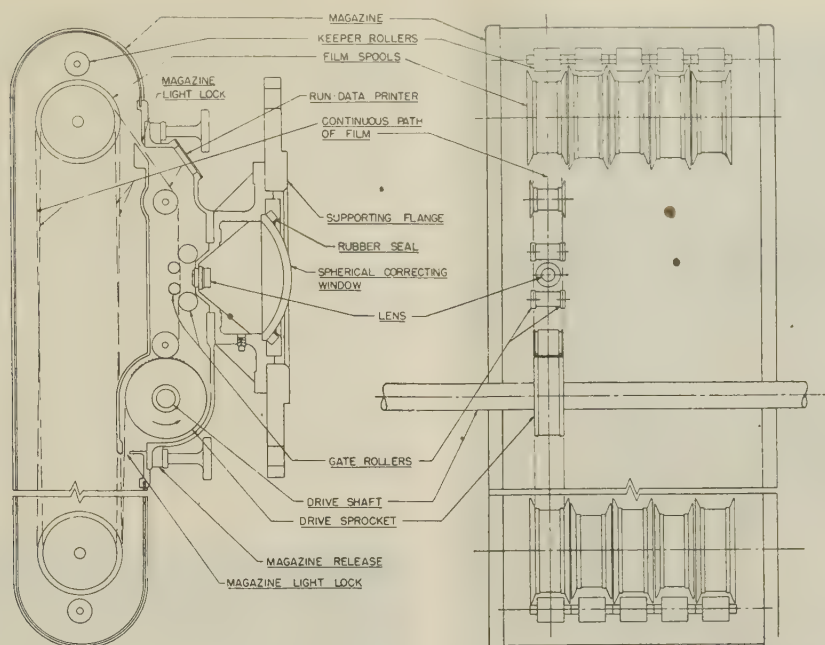 MAGAZINE
KEEPER ROLLERS
FILM SPOOLS
MAGAZINE
LIGHT LOCK
RUN-DATA PRINTER
CONTINUOUS PATH
OF FILM
SUPPORTING FLANGE
RUBBER SEAL
SPHERICAL CORRECTING
WINDOW
LENS
GATE ROLLERS
DRIVE SHAFT
DRIVE SPROCKET
MAGAZINE RELEASE
MAGAZINE LIGHT LOCK